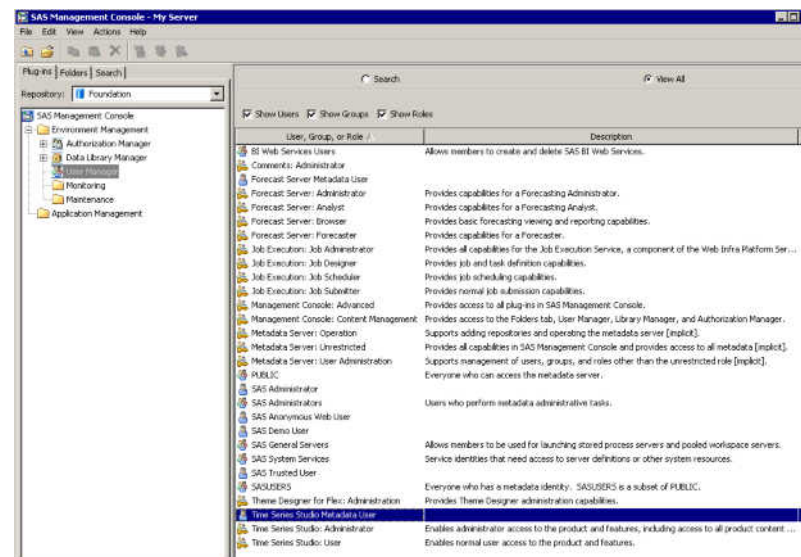 SAS Management Console - My Server
File Edit View Actions Help
Plug-ins Folders Search
Repository: Foundation
SAS Management Console
Environment Management
Authorization Manager
Data Library Manager
User Manager
Monitoring
Maintenance
Application Management
Search View All
Show Users Show Groups Show Roles
User, Group, or Role Description
BI Web Services Users Allows members to create and delete SAS BI Web Services.
Comments: Administrator
Forecast Server Metadata User
Forecast Server: Administrator Provides capabilities for a Forecasting Administrator.
Forecast Server: Analyst Provides capabilities for a Forecasting Analyst.
Forecast Server: Browser Provides basic forecasting viewing and reporting capabilities.
Forecast Server: Forecaster Provides capabilities for a Forecaster.
Job Execution: Job Administrator Provides all capabilities for the Job Execution Service, a component of the Web Infra Platform Ser...
Job Execution: Job Designer Provides job and task definition capabilities.
Job Execution: Job Scheduler Provides job scheduling capabilities.
Job Execution: Job Submitter Provides normal job submission capabilities.
Management Console: Advanced Provides access to all plug-ins in SAS Management Console.
Management Console: Content Management Provides access to the Folders tab, User Manager, Library Manager, and Authorization Manager.
Metadata Server: Operation Supports adding repositories and operating the metadata server [implicit].
Metadata Server: Unrestricted Provides all capabilities in SAS Management Console and provides access to all metadata [implicit].
Metadata Server: User Administration Supports management of users, groups, and roles other than the unrestricted role [implicit].
PUBLIC Everyone who can access the metadata server.
SAS Administrator
SAS Administrators Users who perform metadata administrative tasks.
SAS Anonymous Web User
SAS Demo User
SAS General Servers Allows members to be used for launching stored process servers and pooled workspace servers.
SAS System Services Service identities that need access to server definitions or other system resources.
SAS Trusted User
SASUSERS Everyone who has a metadata identity. SASUSERS is a subset of PUBLIC.
Theme Designer for Flex: Administration Provides Theme Designer administration capabilities.
Time Series Studio Metadata User
Time Series Studio: Administrator Enables administrator access to the product and features, including access to all product content ...
Time Series Studio: User Enables normal user access to the product and features.